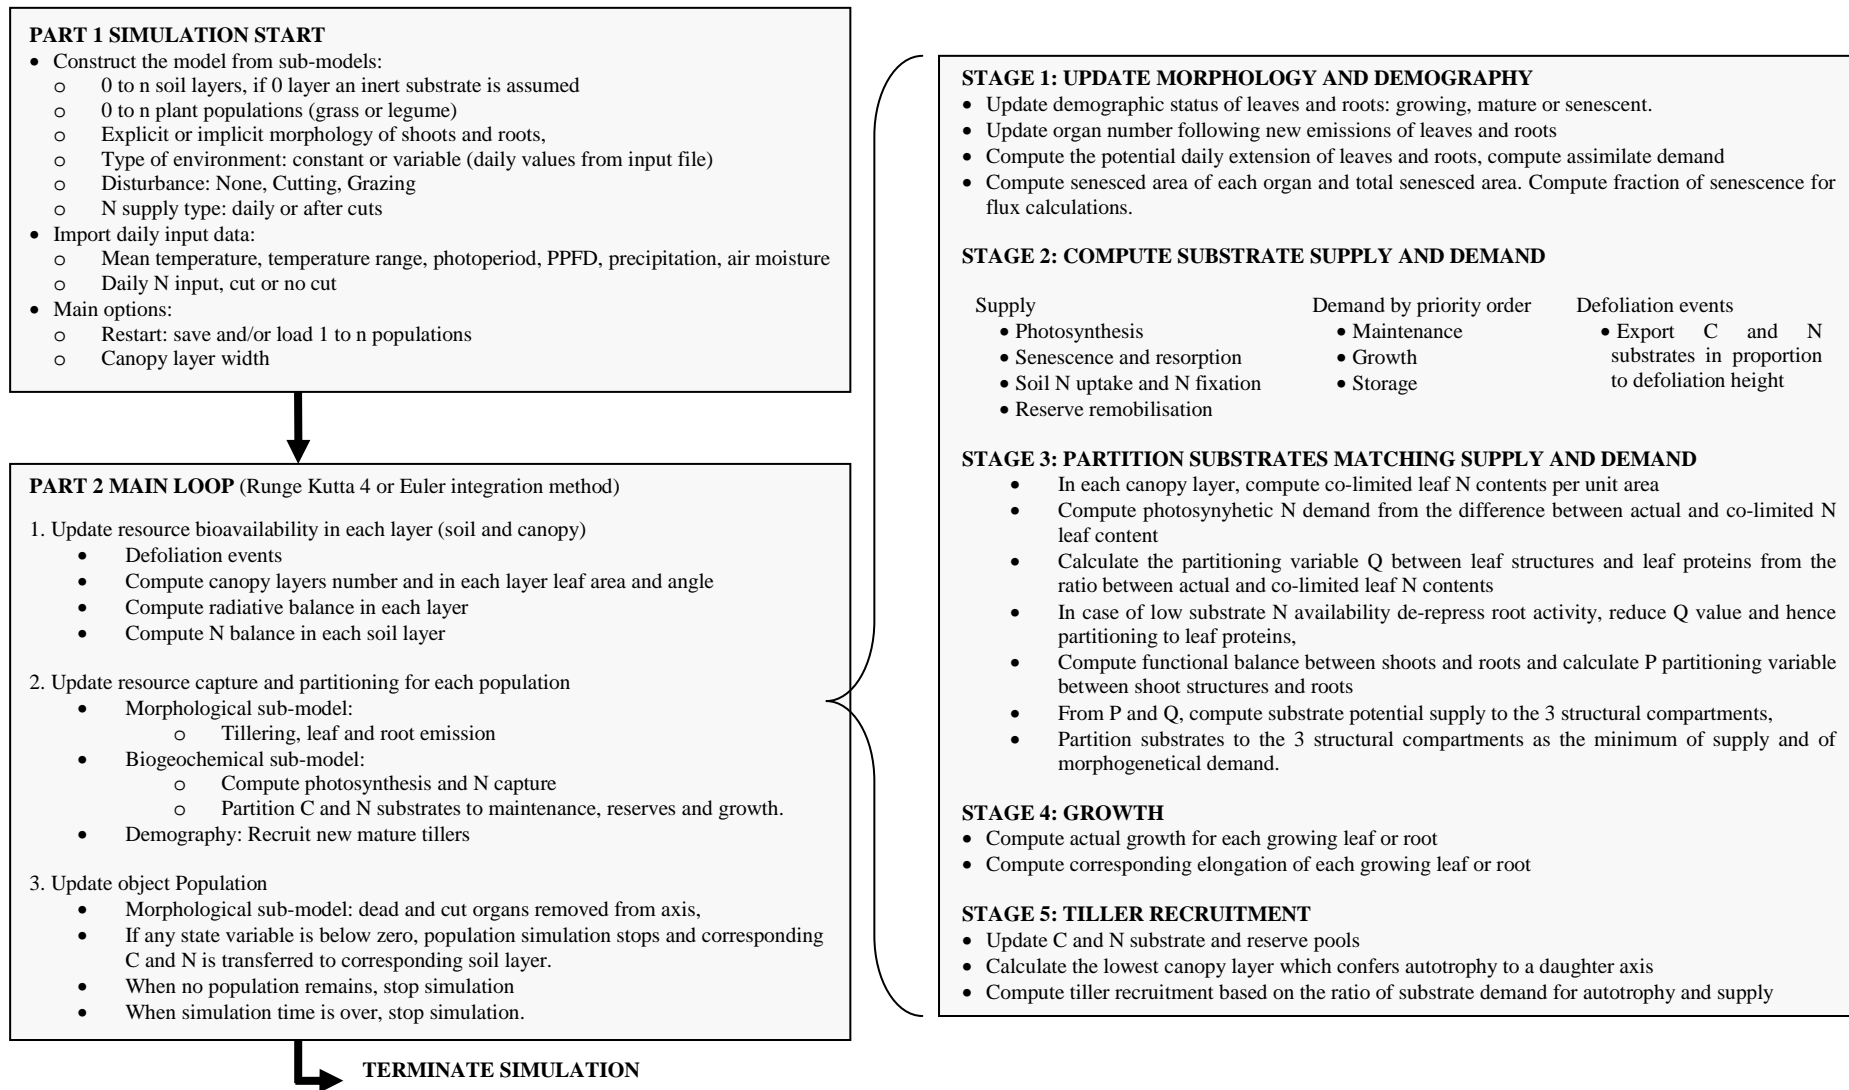 PART 1 SIMULATION START
• Construct the model from sub-models:
o 0 to n soil layers, if 0 layer an inert substrate is assumed
o 0 to n plant populations (grass or legume)
o Explicit or implicit morphology of shoots and roots,
o Type of environment: constant or variable (daily values from input file)
o Disturbance: None, Cutting, Grazing
o N supply type: daily or after cuts
• Import daily input data:
o Mean temperature, temperature range, photoperiod, PPFD, precipitation, air moisture
o Daily N input, cut or no cut
• Main options:
o Restart: save and/or load 1 to n populations
o Canopy layer width
PART 2 MAIN LOOP (Runge Kutta 4 or Euler integration method)
1. Update resource bioavailability in each layer (soil and canopy)
• Defoliation events
• Compute canopy layers number and in each layer leaf area and angle
• Compute radiative balance in each layer
• Compute N balance in each soil layer
2. Update resource capture and partitioning for each population
• Morphological sub-model:
o Tillering, leaf and root emission
• Biogeochemical sub-model:
o Compute photosynthesis and N capture
o Partition C and N substrates to maintenance, reserves and growth.
• Demography: Recruit new mature tillers
3. Update object Population
• Morphological sub-model: dead and cut organs removed from axis,
• If any state variable is below zero, population simulation stops and corresponding
C and N is transferred to corresponding soil layer.
• When no population remains, stop simulation
• When simulation time is over, stop simulation.
TERMINATE SIMULATION
STAGE 1: UPDATE MORPHOLOGY AND DEMOGRAPHY
• Update demographic status of leaves and roots: growing, mature or senescent.
• Update organ number following new emissions of leaves and roots
• Compute the potential daily extension of leaves and roots, compute assimilate demand
• Compute senesced area of each organ and total senesced area. Compute fraction of senescence for
flux calculations.
STAGE 2: COMPUTE SUBSTRATE SUPPLY AND DEMAND
Supply
• Photosynthesis
• Senescence and resorption
• Soil N uptake and N fixation
• Reserve remobilisation
Demand by priority order
• Maintenance
• Growth
• Storage
Defoliation events
• Export C and N
substrates in proportion
to defoliation height
STAGE 3: PARTITION SUBSTRATES MATCHING SUPPLY AND DEMAND
• In each canopy layer, compute co-limited leaf N contents per unit area
• Compute photosynyhetic N demand from the difference between actual and co-limited N
leaf content
• Calculate the partitioning variable Q between leaf structures and leaf proteins from the
ratio between actual and co-limited leaf N contents
• In case of low substrate N availability de-repress root activity, reduce Q value and hence
partitioning to leaf proteins,
• Compute functional balance between shoots and roots and calculate P partitioning variable
between shoot structures and roots
• From P and Q, compute substrate potential supply to the 3 structural compartments,
• Partition substrates to the 3 structural compartments as the minimum of supply and of
morphogenetical demand.
STAGE 4: GROWTH
• Compute actual growth for each growing leaf or root
• Compute corresponding elongation of each growing leaf or root
STAGE 5: TILLER RECRUITMENT
• Update C and N substrate and reserve pools
• Calculate the lowest canopy layer which confers autotrophy to a daughter axis
• Compute tiller recruitment based on the ratio of substrate demand for autotrophy and supply